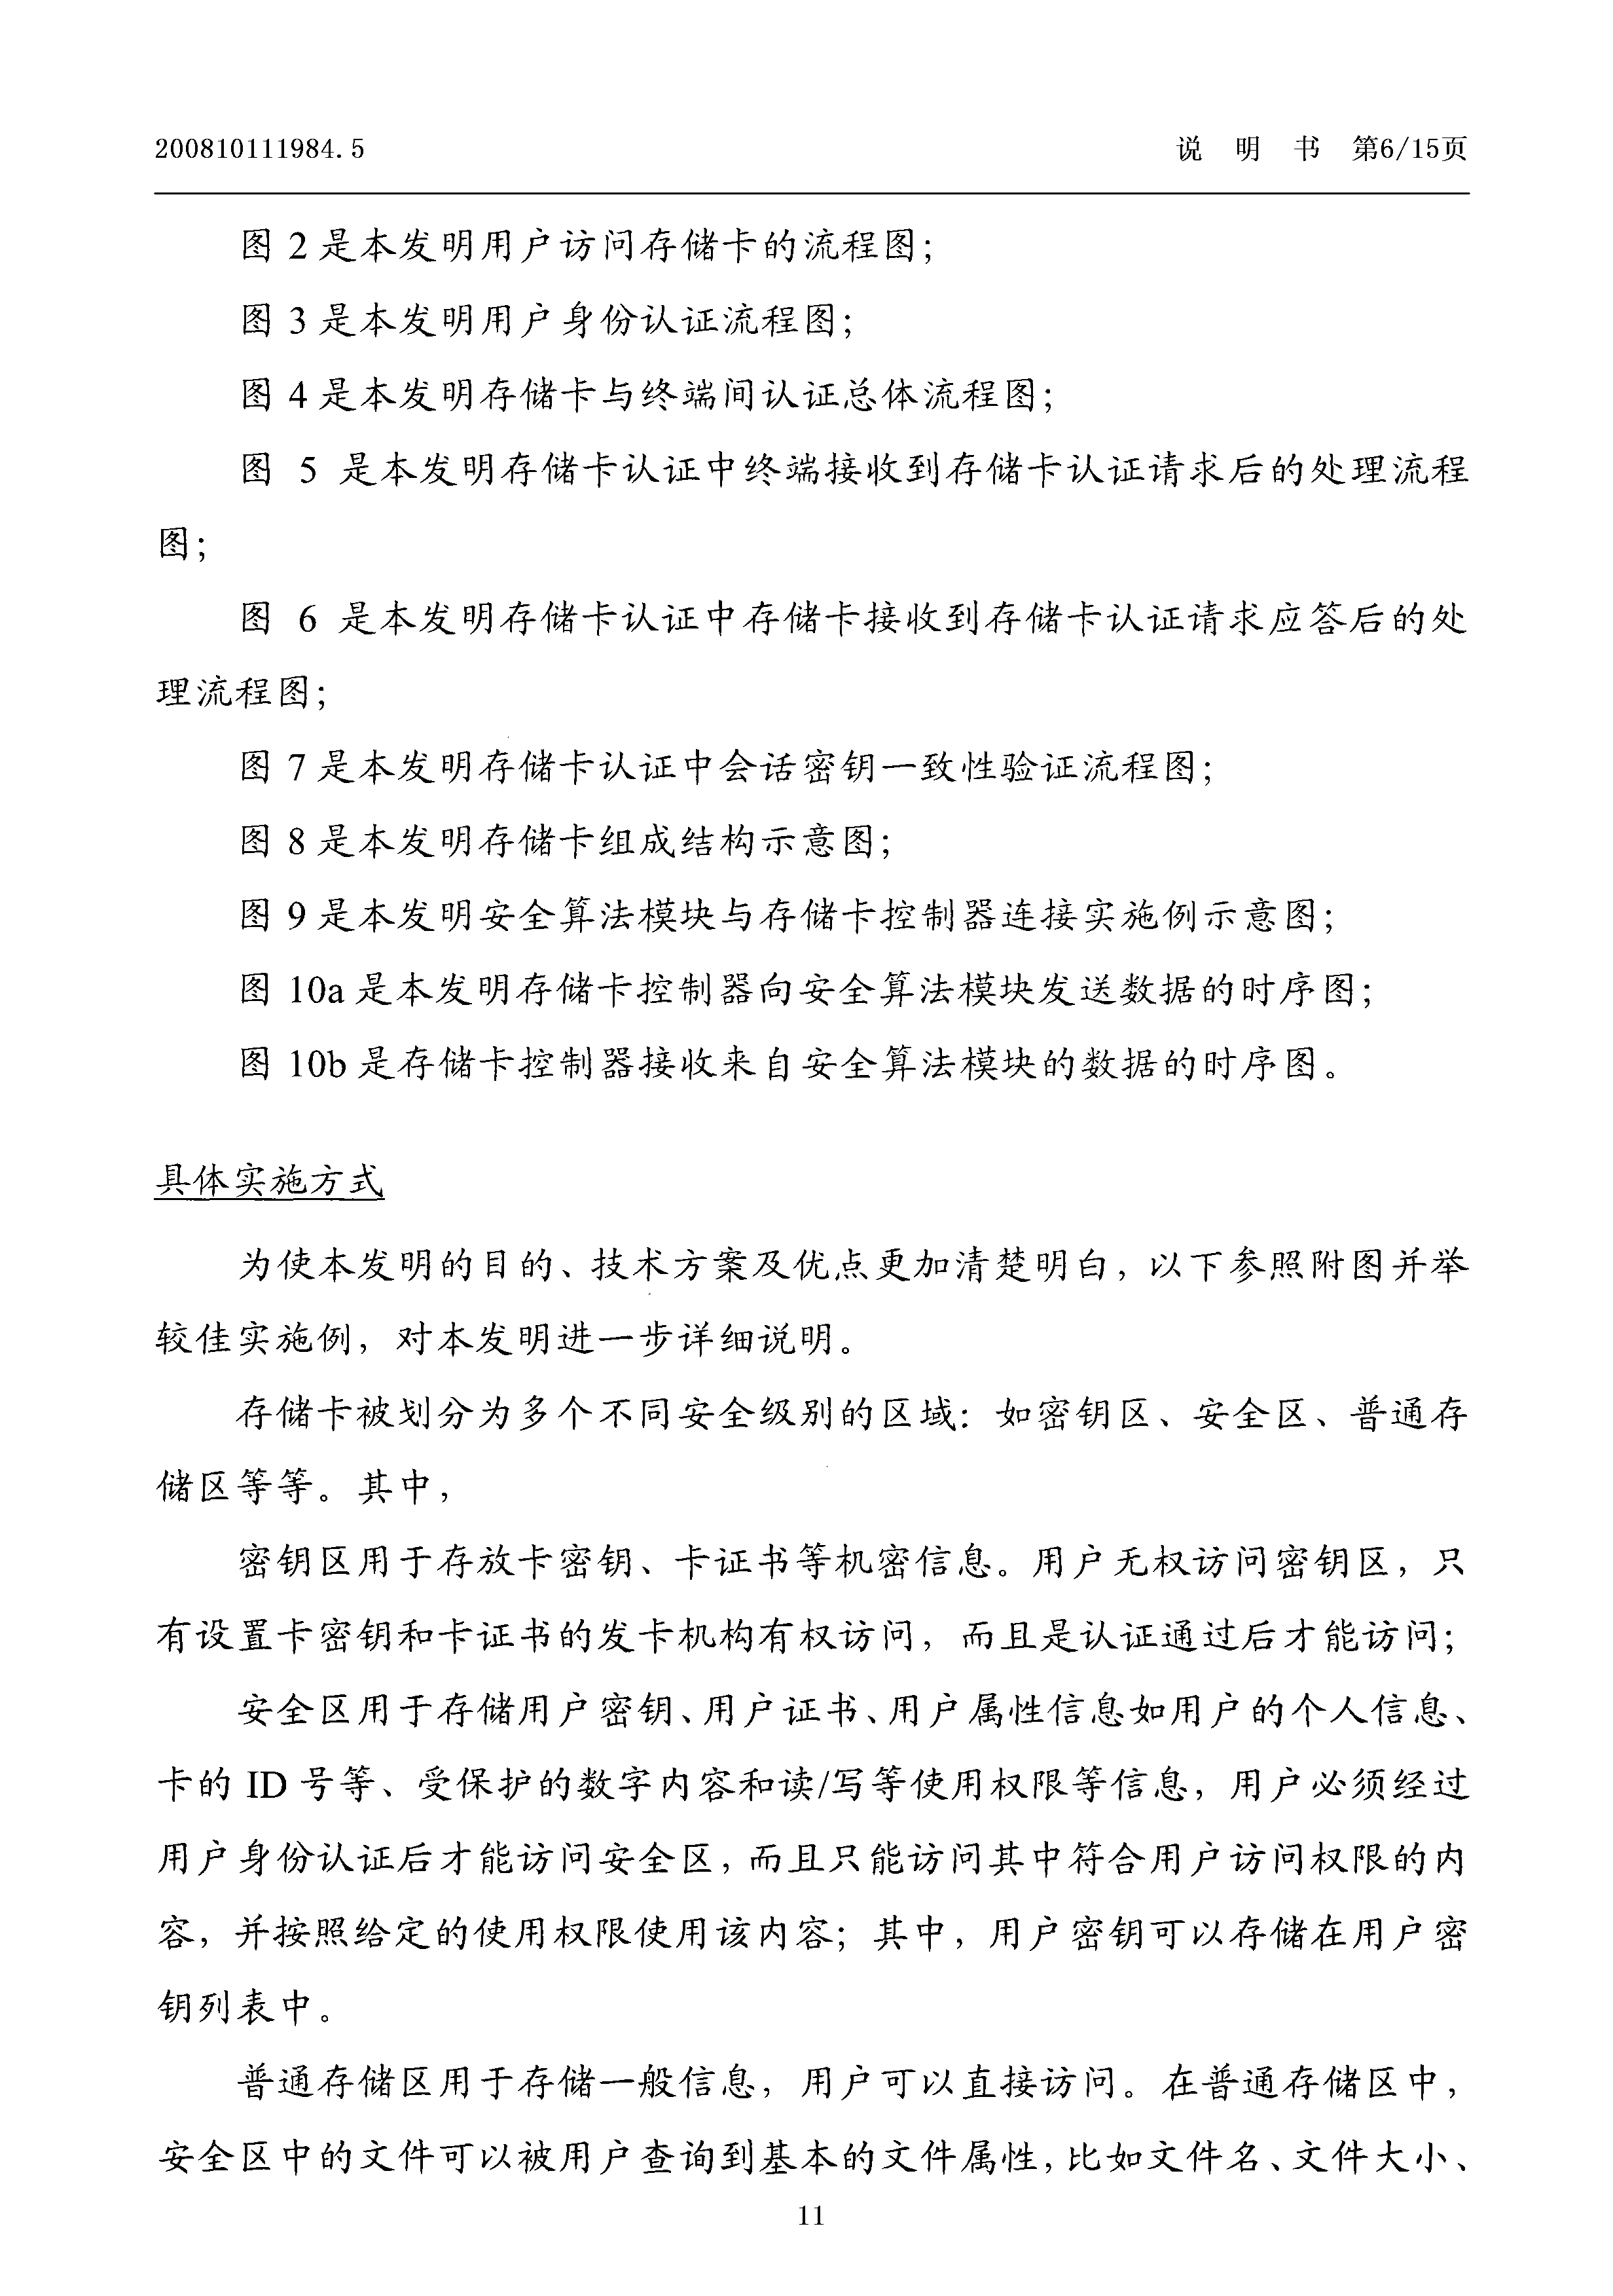 200810111984.5 说 明 书 第6/15页
图 2 是本发明用户访问存储卡的流程图；
图 3 是本发明用户身份认证流程图；
图 4 是本发明存储卡与终端间认证总体流程图；
图 5 是本发明存储卡认证中终端接收到存储卡认证请求后的处理流程
图；
图 6 是本发明存储卡认证中存储卡接收到存储卡认证请求应答后的处
理流程图；
图 7 是本发明存储卡认证中会话密钥一致性验证流程图；
图 8 是本发明存储卡组成结构示意图；
图 9 是本发明安全算法模块与存储卡控制器连接实施例示意图；
图 10a 是本发明存储卡控制器向安全算法模块发送数据的时序图；
图 10b 是存储卡控制器接收来自安全算法模块的数据的时序图。
具体实施方式
为使本发明的目的、技术方案及优点更加清楚明白，以下参照附图并举
较佳实施例，对本发明进一步详细说明。
存储卡被划分为多个不同安全级别的区域：如密钥区、安全区、普通存
储区等等。其中，
密钥区用于存放卡密钥、卡证书等机密信息。用户无权访问密钥区，只
有设置卡密钥和卡证书的发卡机构有权访问，而且是认证通过后才能访问；
安全区用于存储用户密钥、用户证书、用户属性信息如用户的个人信息、
卡的 ID 号等、受保护的数字内容和读/写等使用权限等信息，用户必须经过
用户身份认证后才能访问安全区，而且只能访问其中符合用户访问权限的内
容，并按照给定的使用权限使用该内容；其中，用户密钥可以存储在用户密
钥列表中。
普通存储区用于存储一般信息，用户可以直接访问。在普通存储区中，
安全区中的文件可以被用户查询到基本的文件属性，比如文件名、文件大小、
11